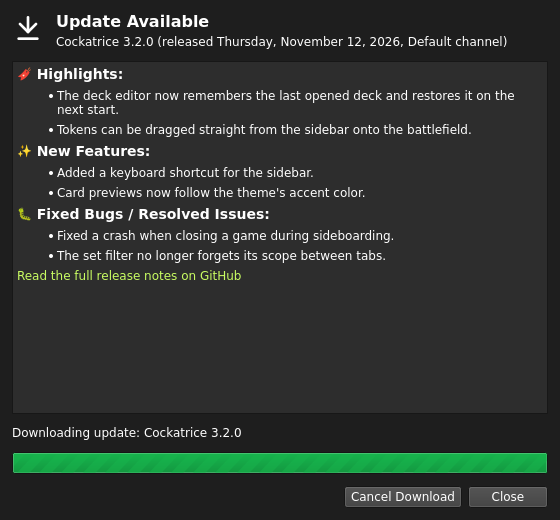 Update Available
Cockatrice 3.2.0 (released Thursday, November 12, 2026, Default channel)
Highlights:
• The deck editor now remembers the last opened deck and restores it on the
next start.
• Tokens can be dragged straight from the sidebar onto the battlefield.
New Features:
• Added a keyboard shortcut for the sidebar.
• Card previews now follow the theme's accent color.
Fixed Bugs / Resolved Issues:
• Fixed a crash when closing a game during sideboarding.
• The set filter no longer forgets its scope between tabs.
Read the full release notes on GitHub
Downloading update: Cockatrice 3.2.0
Cancel Download
Close